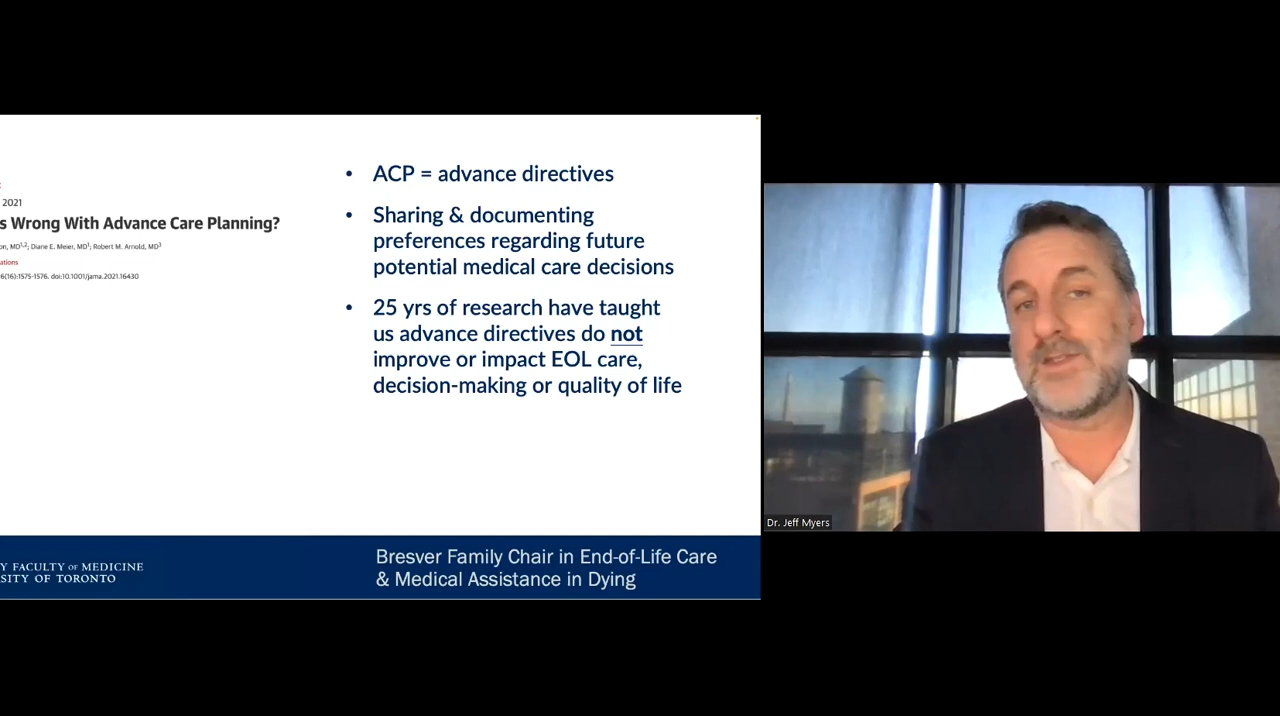 2021
s Wrong With Advance Care Planning?
on, MD1,2; Diane E. Meier, MD1; Robert M. Arnold, MD3
ations
6(16):1575-1576. doi:10.1001/jama.2021.16430
• ACP = advance directives
• Sharing & documenting
preferences regarding future
potential medical care decisions
• 25 yrs of research have taught
us advance directives do not
improve or impact EOL care,
decision-making or quality of life
Y FACULTY OF MEDICINE
SITY OF TORONTO
Bresver Family Chair in End-of-Life Care
& Medical Assistance in Dying
Dr. Jeff Myers